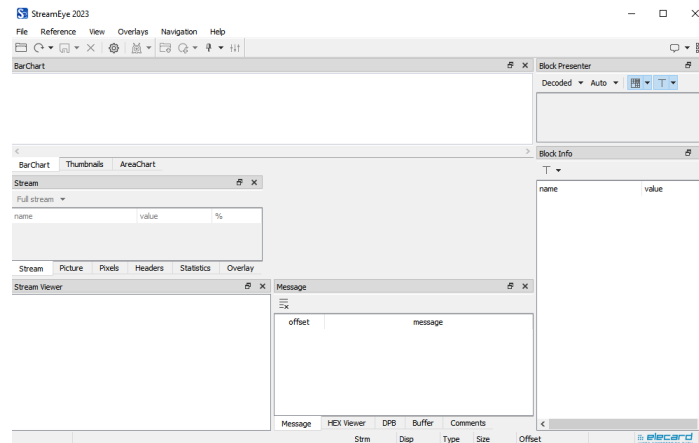 StreamEye 2023
File Reference View Overlays Navigation Help
BarChart
Block Presenter
Decoded Auto
BarChart Thumbnails AreaChart
Block Info
name value
Stream
Full stream
name value %
Stream Picture Pixels Headers Statistics Overlay
Stream Viewer
Message
offset message
Message HEX Viewer DPB Buffer Comments
Strm Disp Type Size Offset
elecard